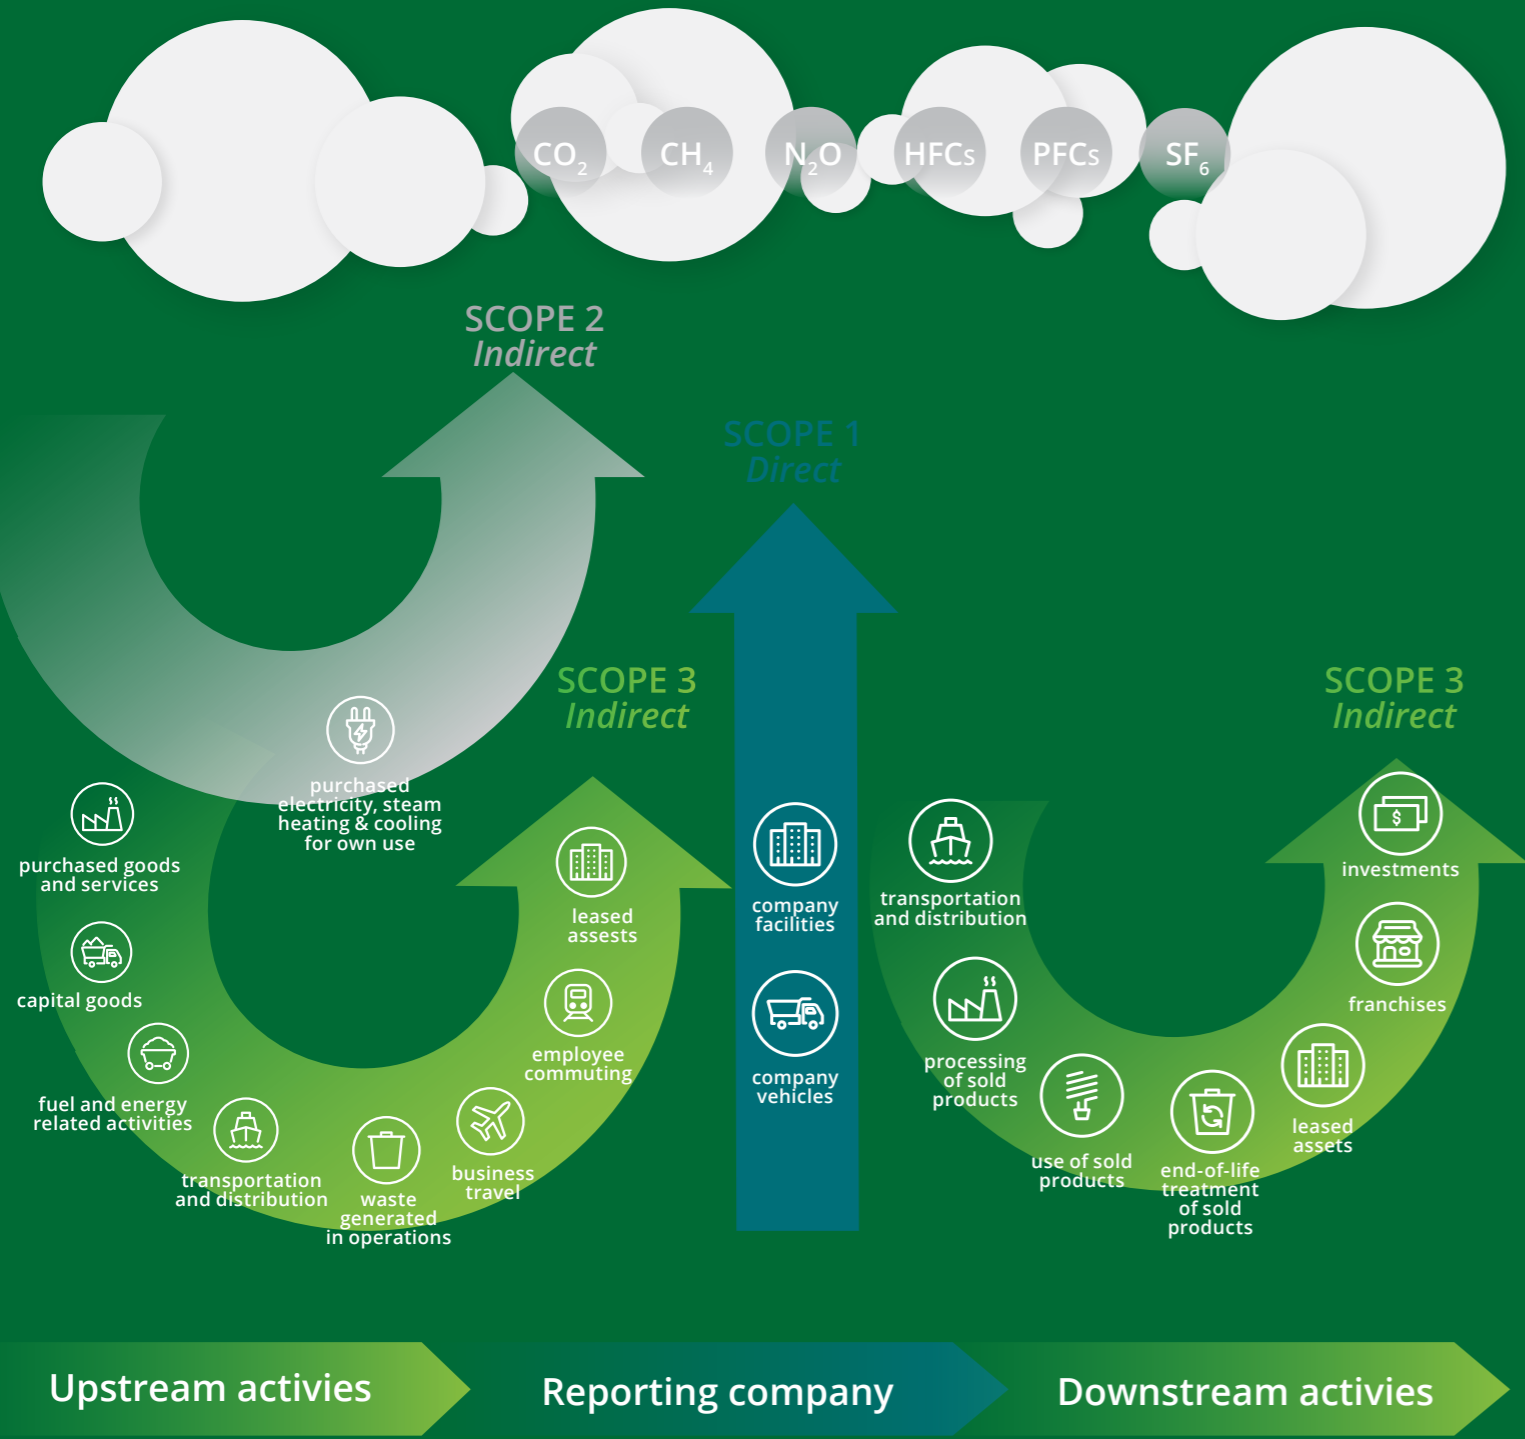 CO2
CH4
N2O
HFCs
PFCs
SF6
SCOPE 2
Indirect
SCOPE 1
Direct
SCOPE 3
Indirect
SCOPE 3
Indirect
purchased
electricity, steam
heating & cooling
for own use
purchased goods
and services
capital goods
fuel and energy
related activities
transportation
and distribution
waste
generated
in operations
business
travel
employee
commuting
leased
assests
company
facilities
company
vehicles
transportation
and distribution
processing
of sold
products
use of sold
products
end-of-life
treatment
of sold
products
leased
assets
franchises
$
investments
Upstream activies
Reporting company
Downstream activies